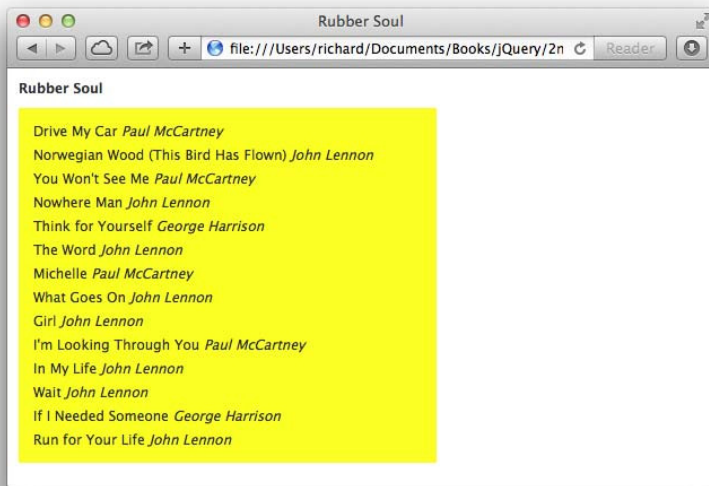 Rubber Soul
file:///Users/richard/Documents/Books/jQuery/2n
Reader
Rubber Soul
Drive My Car Paul McCartney
Norwegian Wood (This Bird Has Flown) John Lennon
You Won't See Me Paul McCartney
Nowhere Man John Lennon
Think for Yourself George Harrison
The Word John Lennon
Michelle Paul McCartney
What Goes On John Lennon
Girl John Lennon
I'm Looking Through You Paul McCartney
In My Life John Lennon
Wait John Lennon
If I Needed Someone George Harrison
Run for Your Life John Lennon